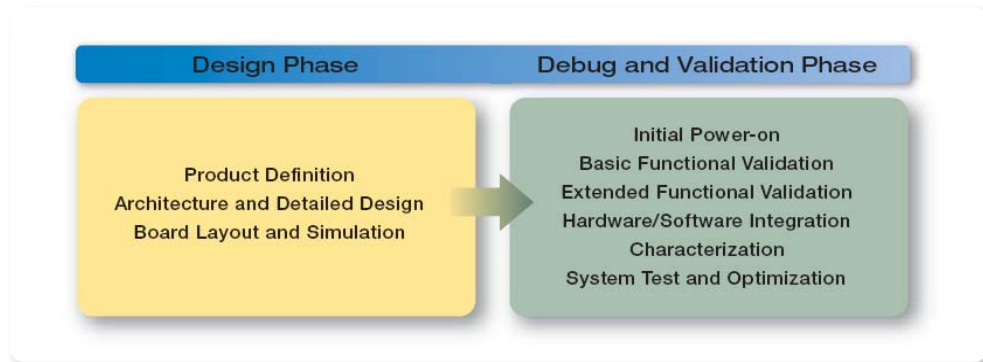 Design Phase
Debug and Validation Phase
Product Definition
Architecture and Detailed Design
Board Layout and Simulation
Initial Power-on
Basic Functional Validation
Extended Functional Validation
Hardware/Software Integration
Characterization
System Test and Optimization